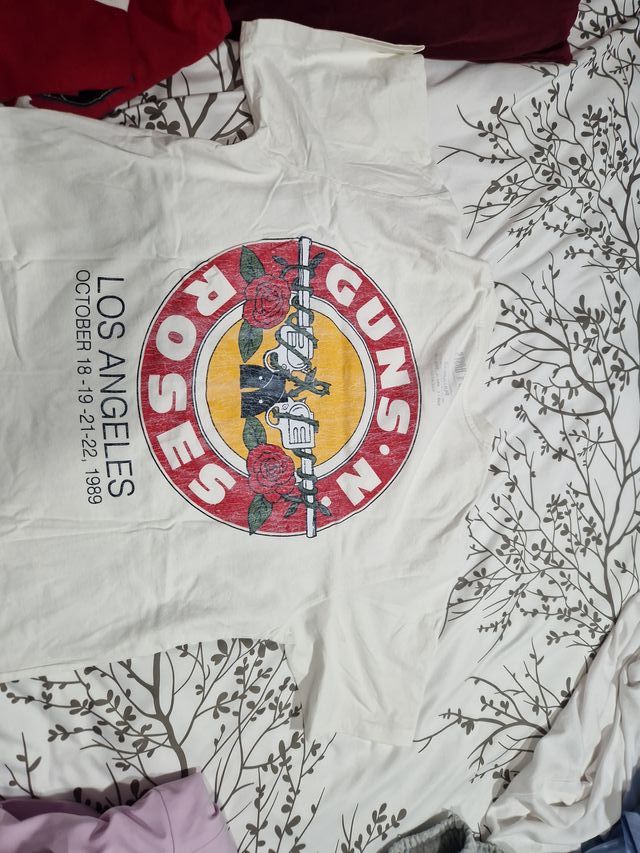 GUNS·N·
ROSES
LOS ANGELES
OCTOBER 18-19-21-22, 1989